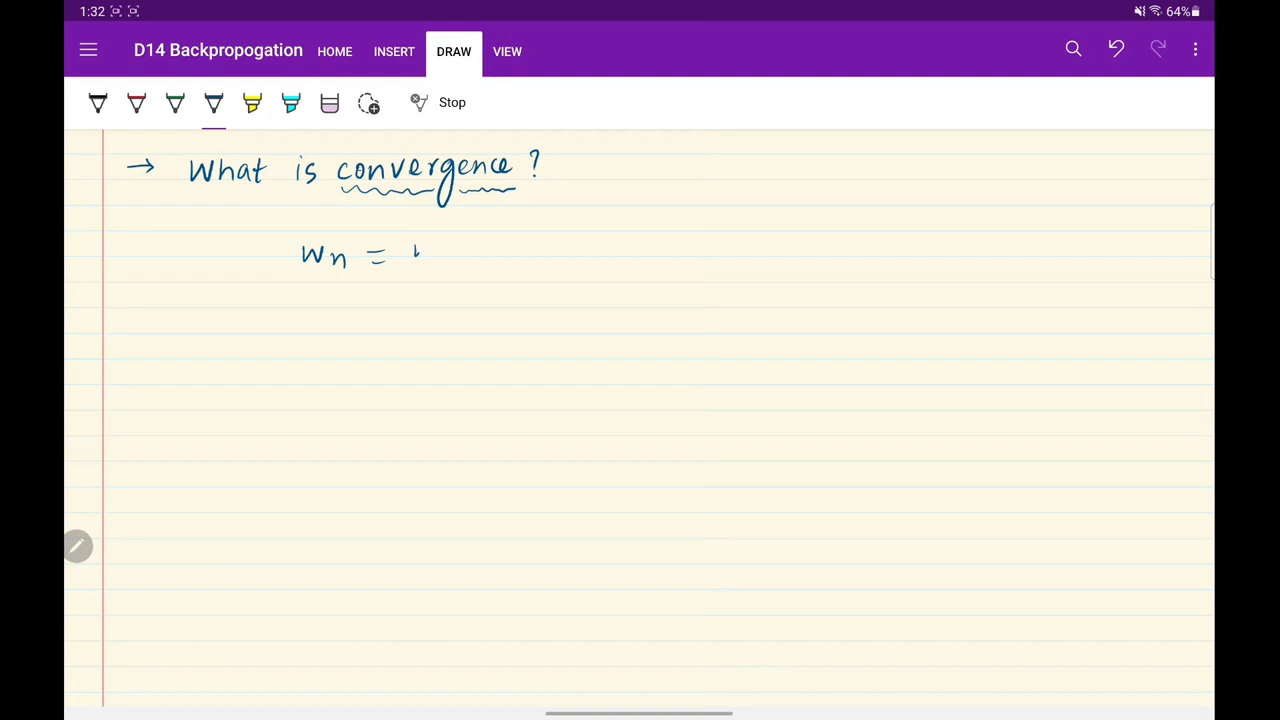 1:32 64%
D14 Backpropogation HOME INSERT DRAW VIEW
Stop
→ What is convergence ?
Wn =